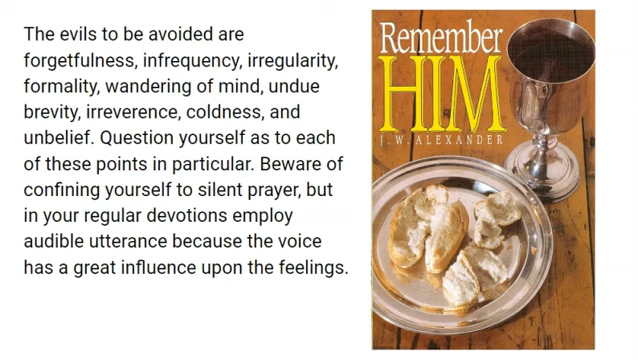 The evils to be avoided are
forgetfulness, infrequency, irregularity,
formality, wandering of mind, undue
brevity, irreverence, coldness, and
unbelief. Question yourself as to each
of these points in particular. Beware of
confining yourself to silent prayer, but
in your regular devotions employ
audible utterance because the voice
has a great influence upon the feelings.
Remember
HIM
J. W. ALEXANDER